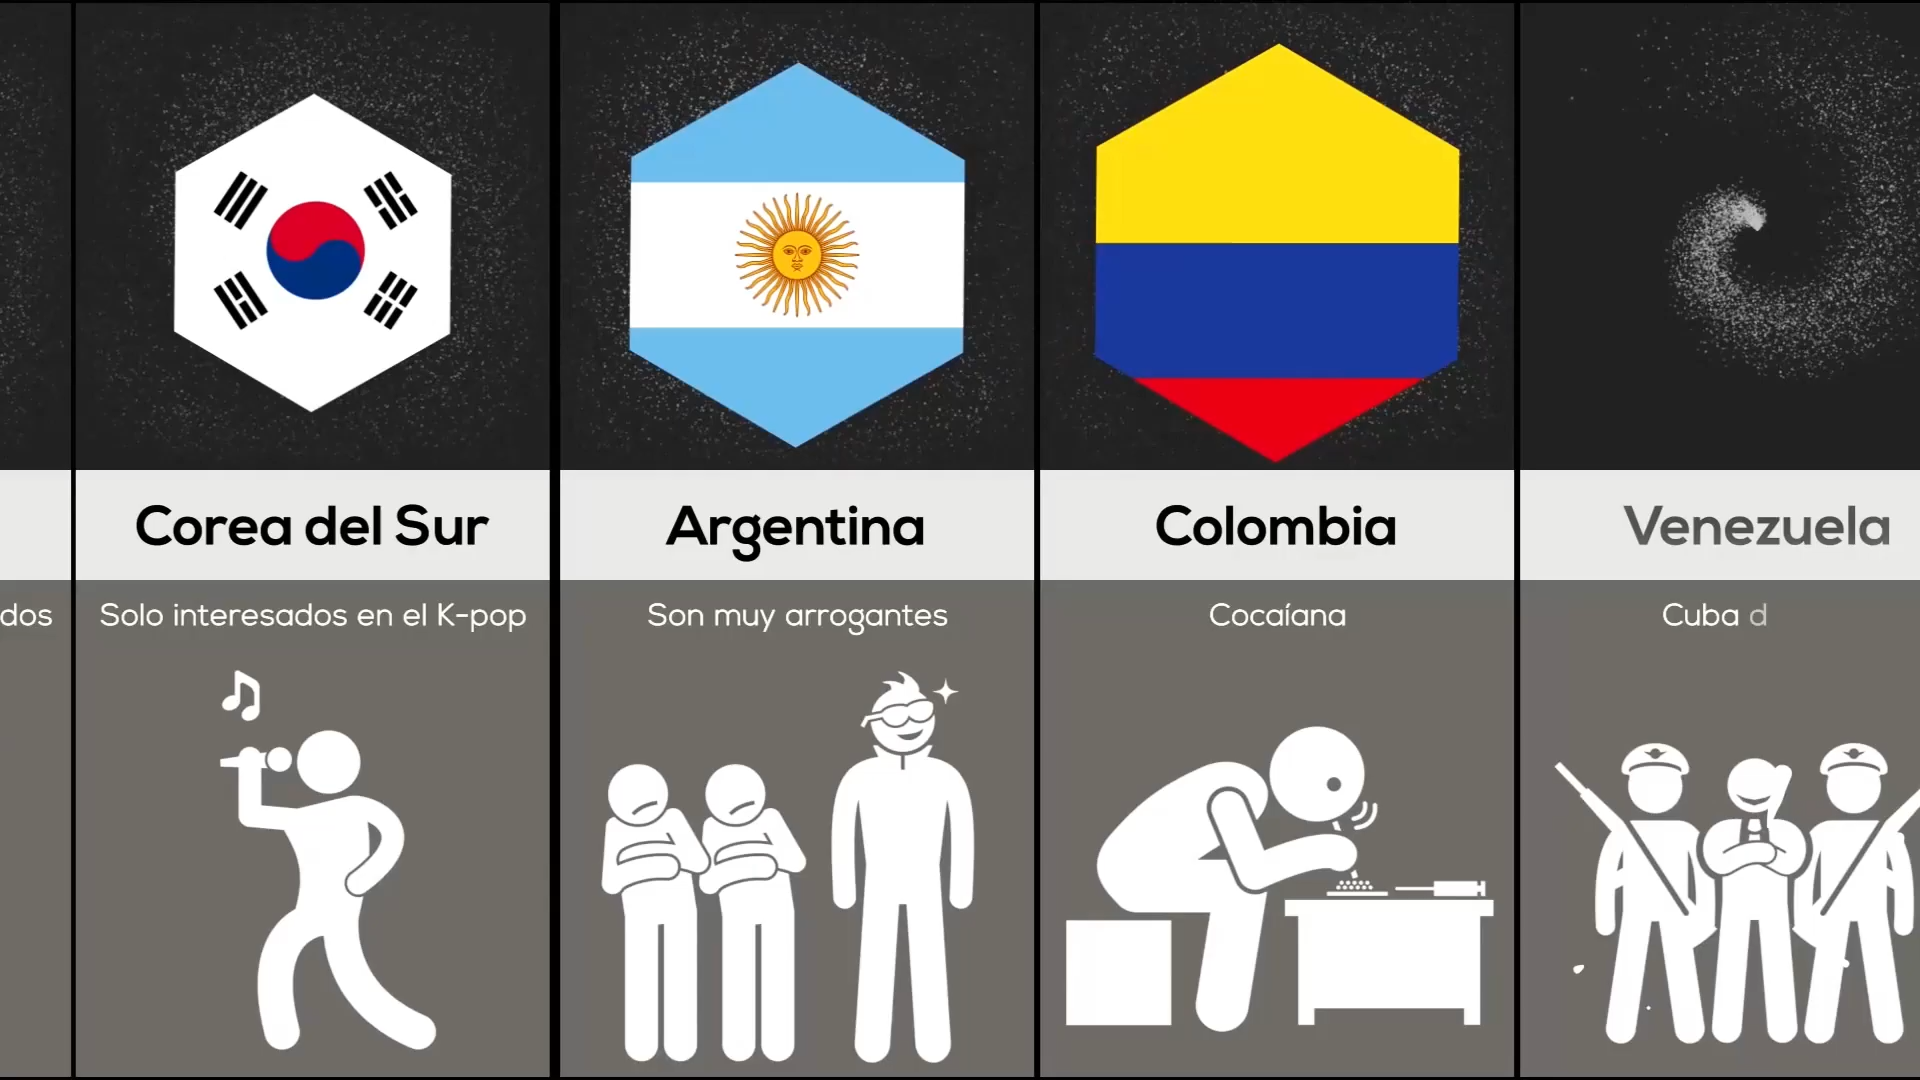 Corea del Sur
Argentina
Colombia
Venezuela
dos
Solo interesados en el K-pop
Son muy arrogantes
Cocaíana
Cuba d